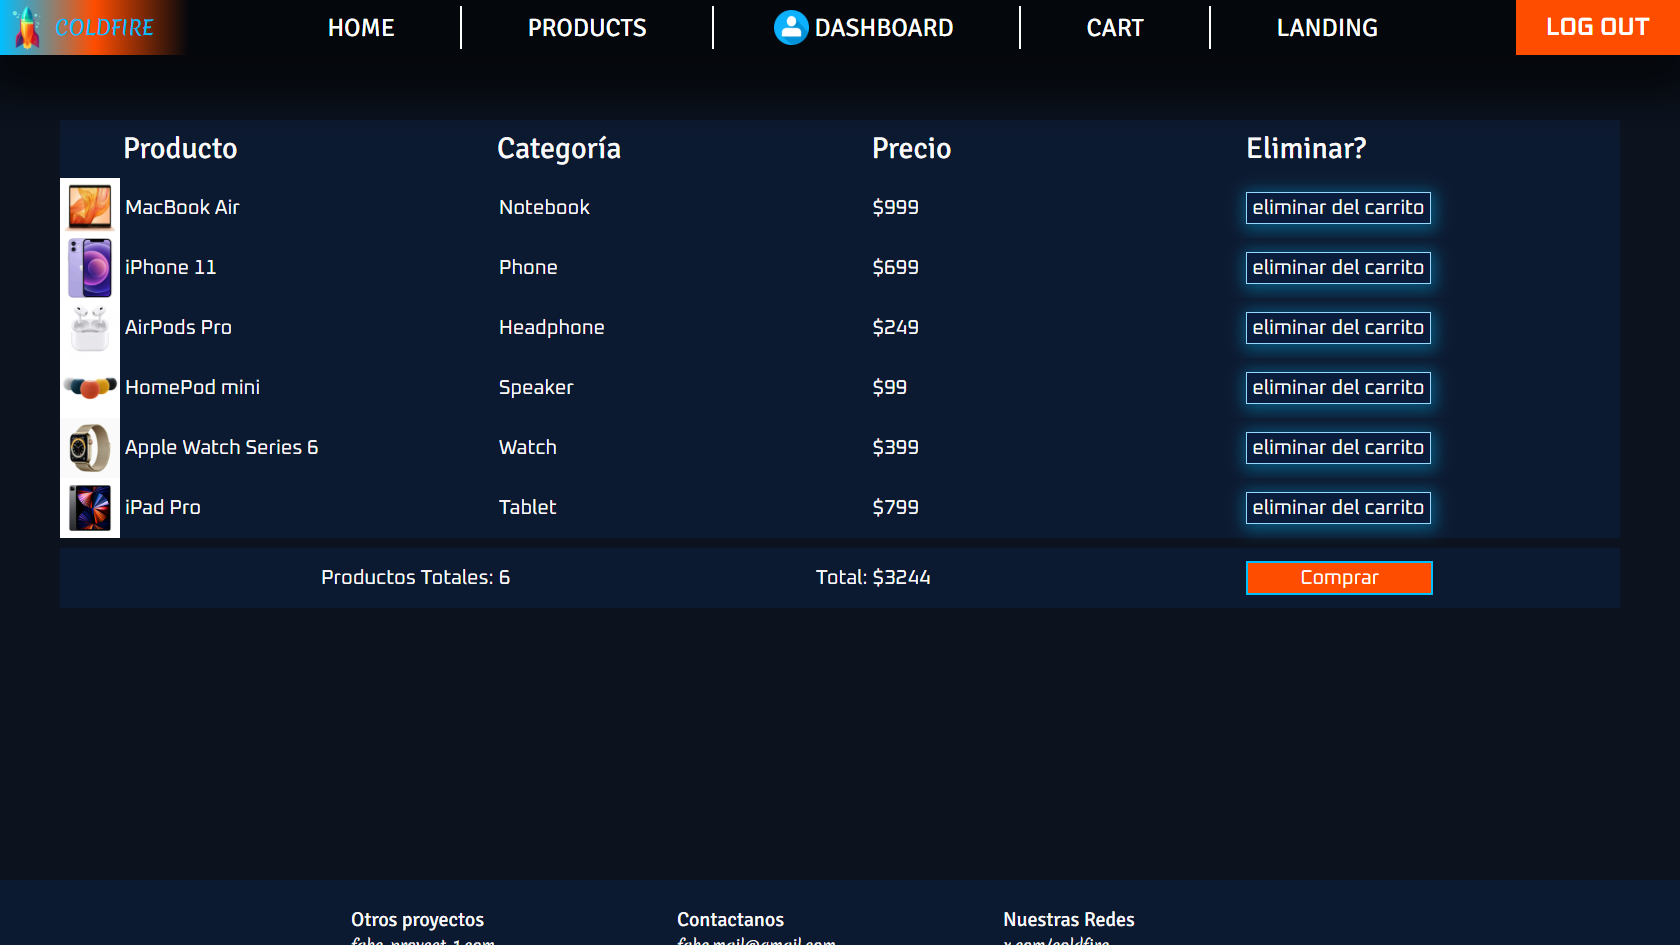 COLDFIRE HOME PRODUCTS DASHBOARD CART LANDING LOG OUT
Producto Categoría Precio Eliminar?
MacBook Air Notebook $999 eliminar del carrito
iPhone 11 Phone $699 eliminar del carrito
AirPods Pro Headphone $249 eliminar del carrito
HomePod mini Speaker $99 eliminar del carrito
Apple Watch Series 6 Watch $399 eliminar del carrito
iPad Pro Tablet $799 eliminar del carrito
Productos Totales: 6 Total: $3244 Comprar
Otros proyectos Contactanos Nuestras Redes
x.com/coldfire